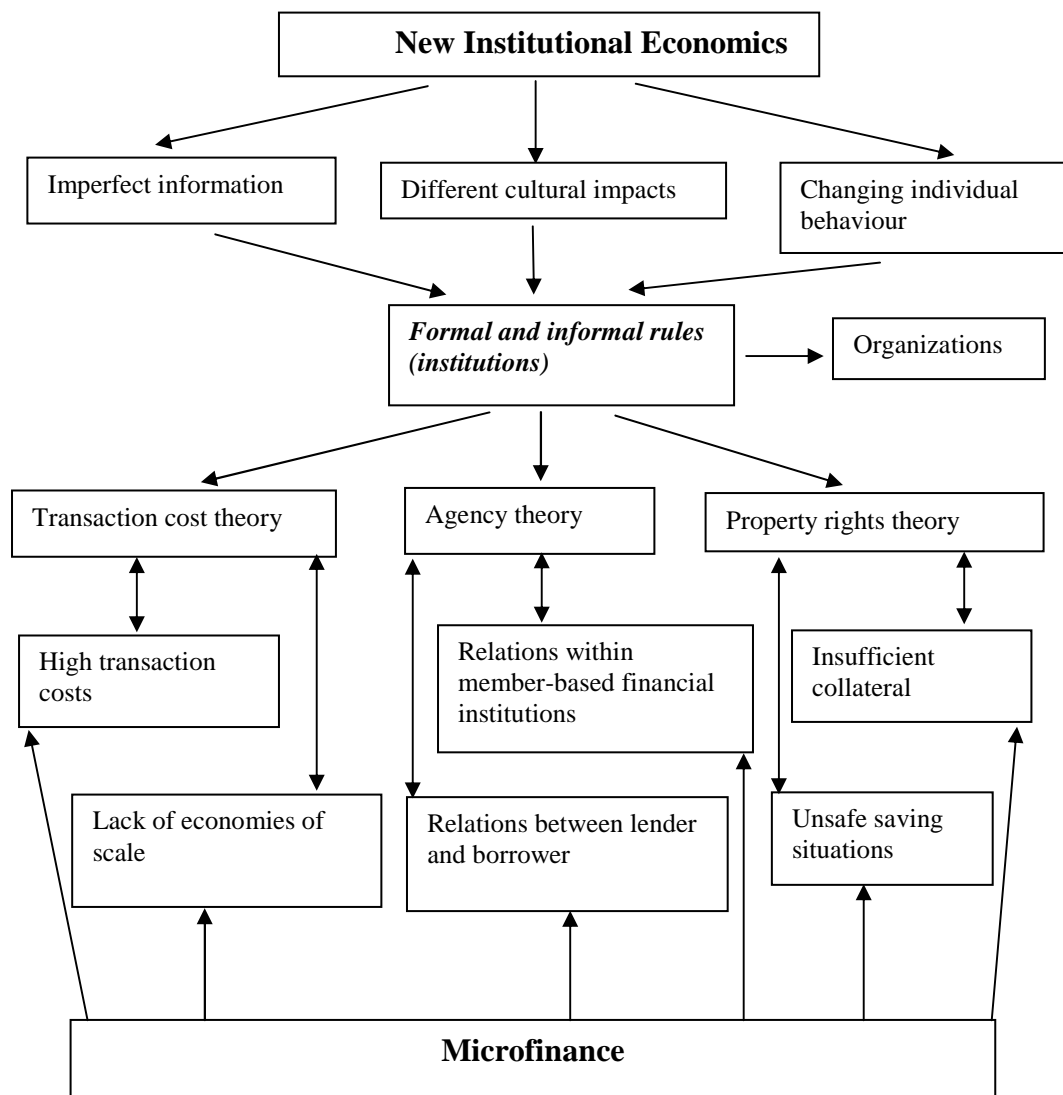 New Institutional Economics
Imperfect information
Different cultural impacts
Changing individual
behaviour
Formal and informal rules
(institutions)
Organizations
Transaction cost theory
Agency theory
Property rights theory
High transaction
costs
Relations within
member-based financial
institutions
Insufficient
collateral
Lack of economies of
scale
Relations between lender
and borrower
Unsafe saving
situations
Microfinance